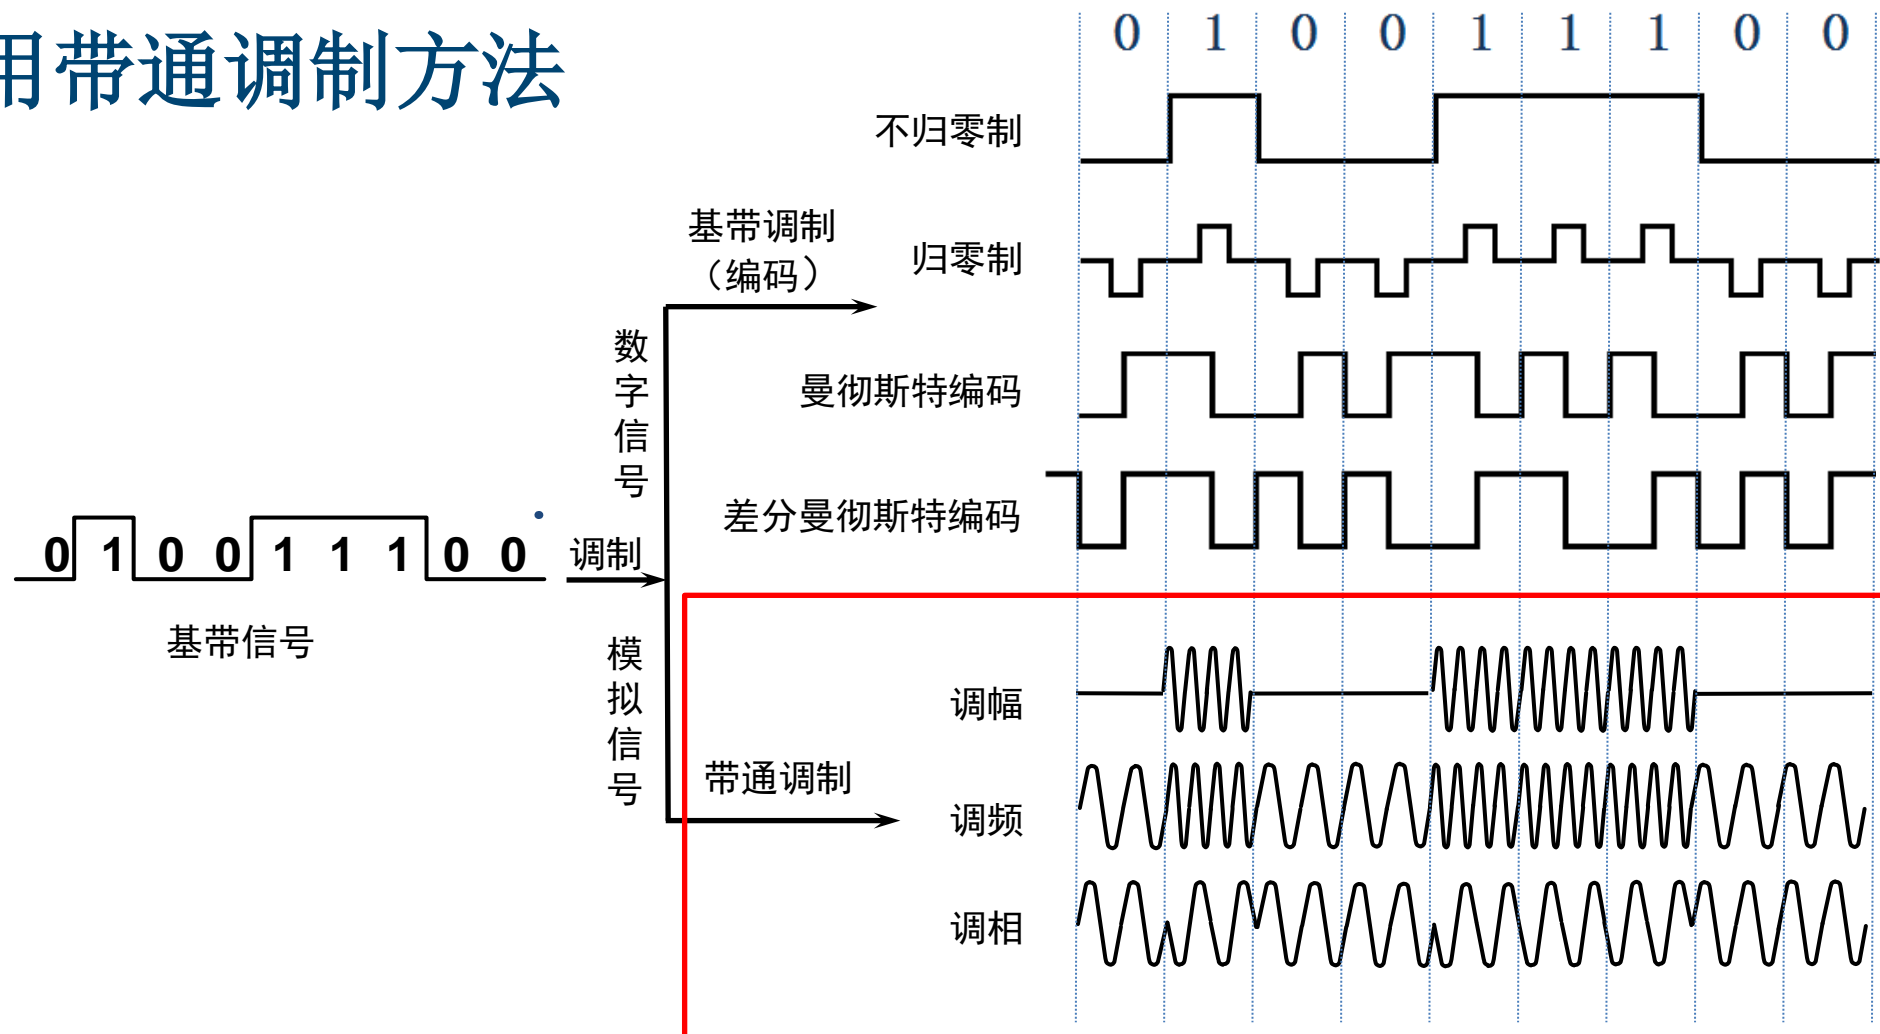 用带通调制方法
0 1 0 0 1 1 1 0 0
不归零制
基带调制
（编码）
归零制
数字信号
曼彻斯特编码
差分曼彻斯特编码
0 1 0 0 1 1 1 0 0
调制
基带信号
模拟信号
调幅
带通调制
调频
调相